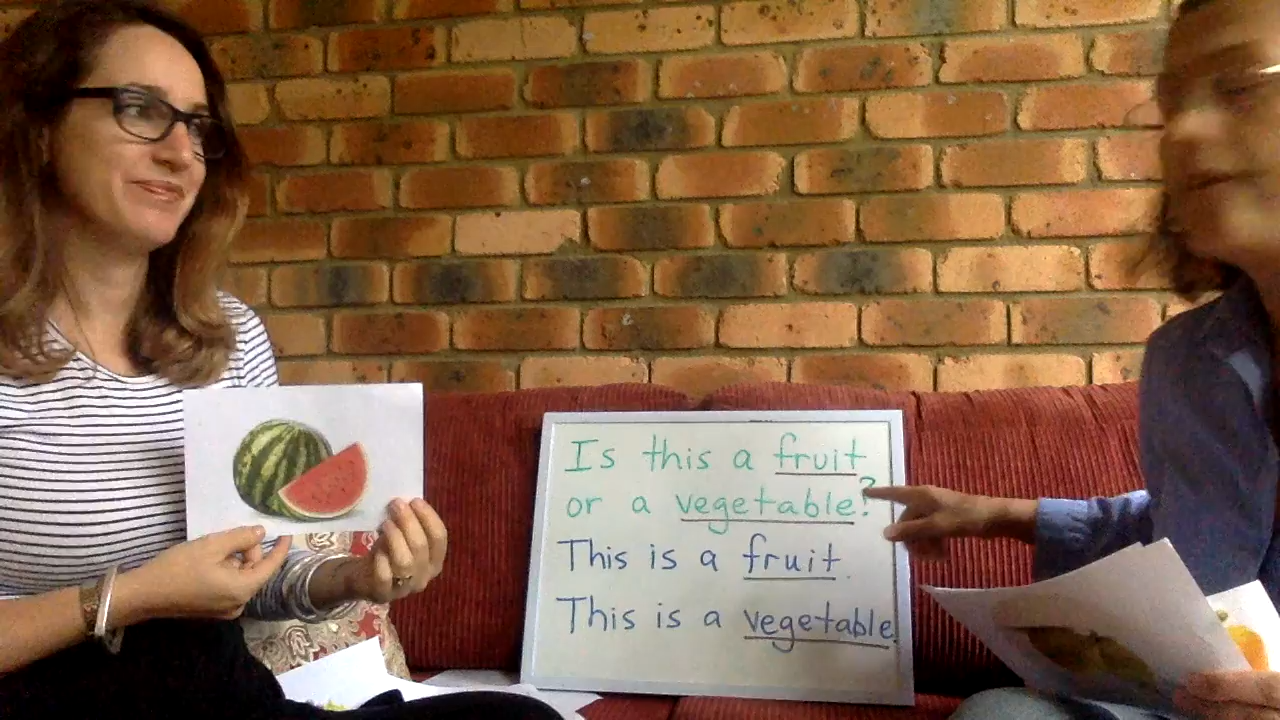 Is this a fruit
or a vegetable?
This is a fruit.
This is a vegetable.